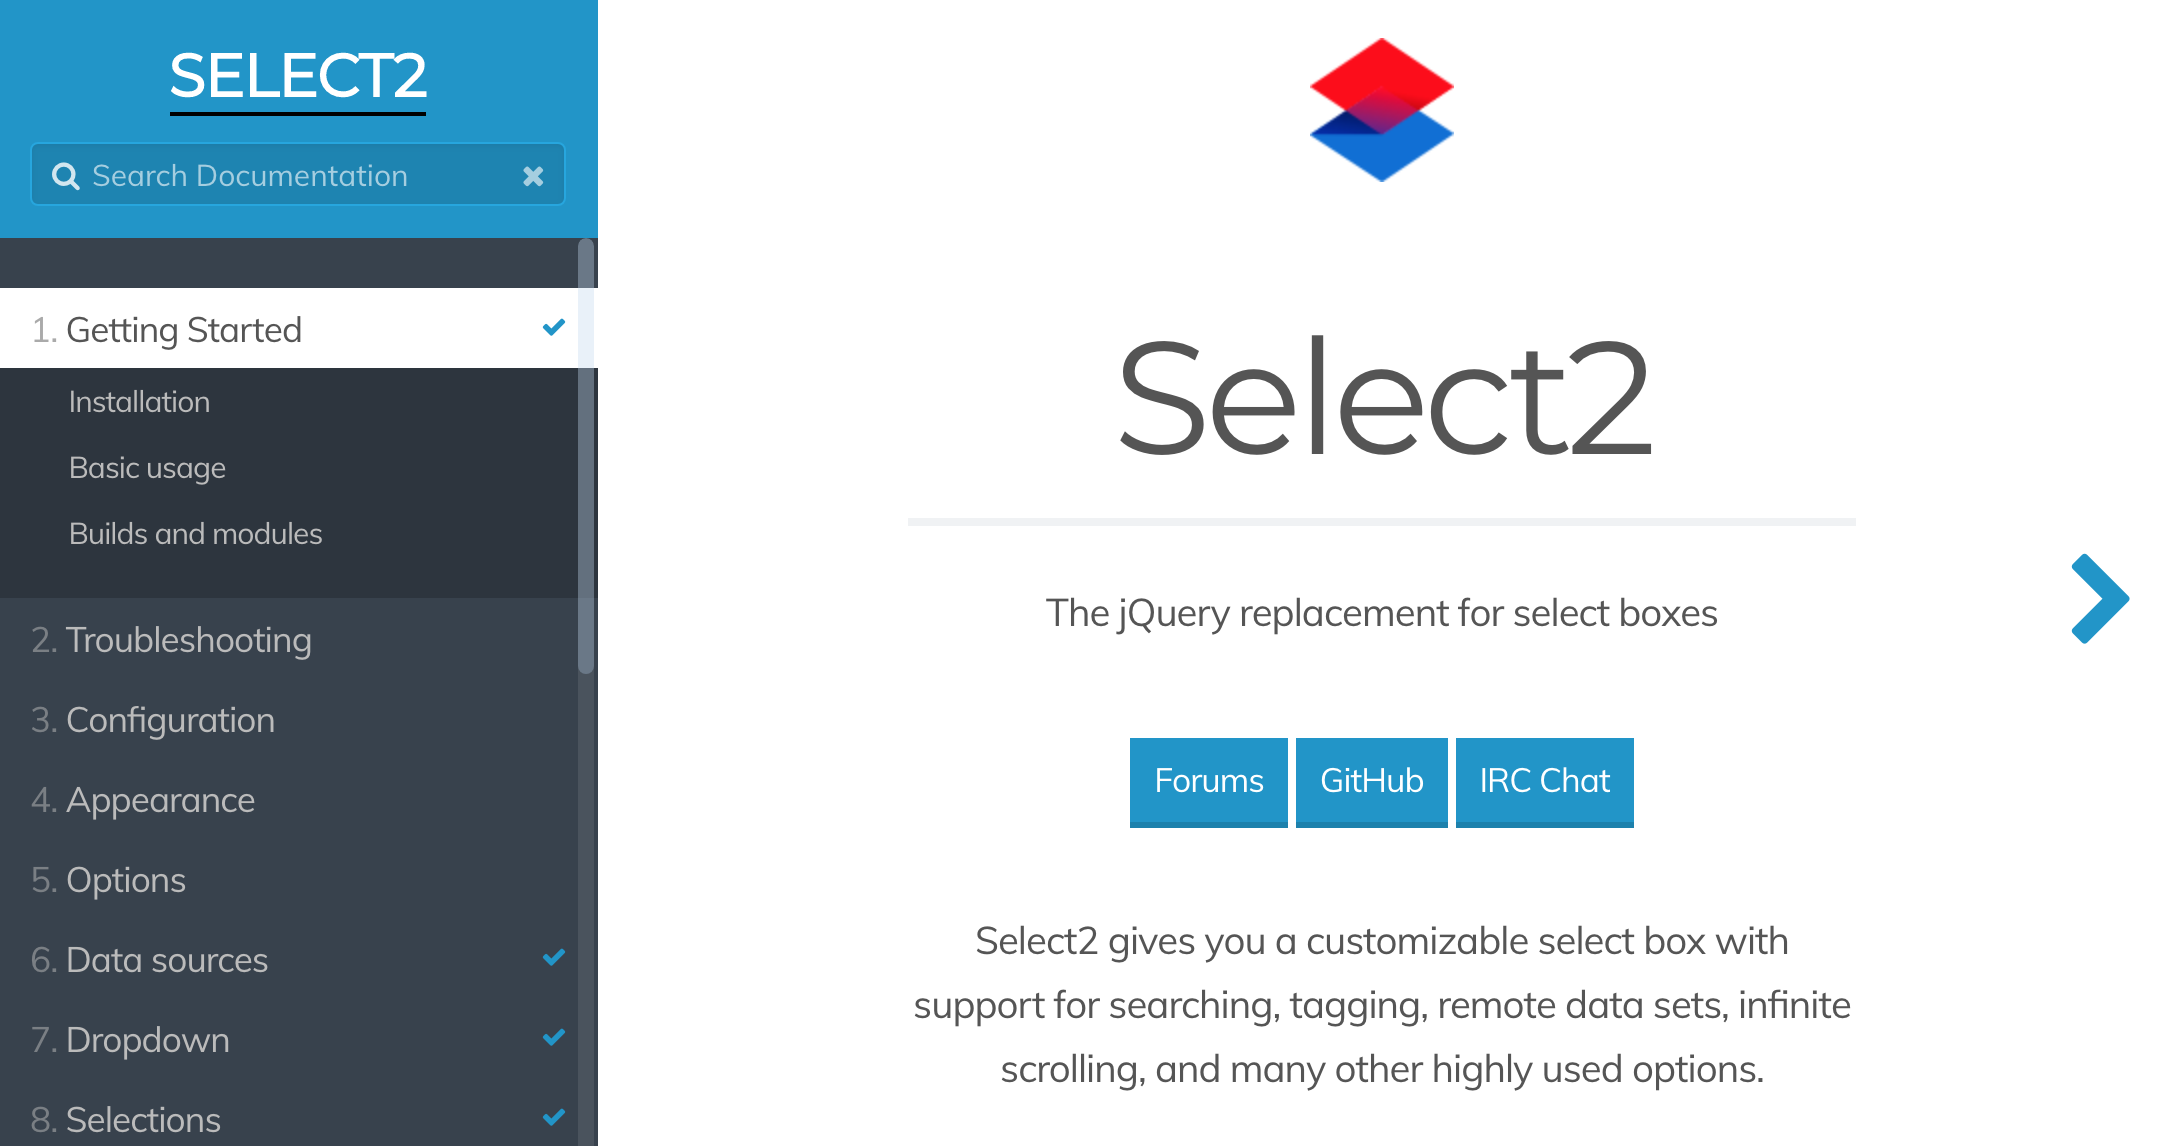 SELECT2
Search Documentation
1. Getting Started
Installation
Basic usage
Builds and modules
2. Troubleshooting
3. Configuration
4. Appearance
5. Options
6. Data sources
7. Dropdown
8. Selections
Select2
The jQuery replacement for select boxes
Forums GitHub IRC Chat
Select2 gives you a customizable select box with
support for searching, tagging, remote data sets, infinite
scrolling, and many other highly used options.